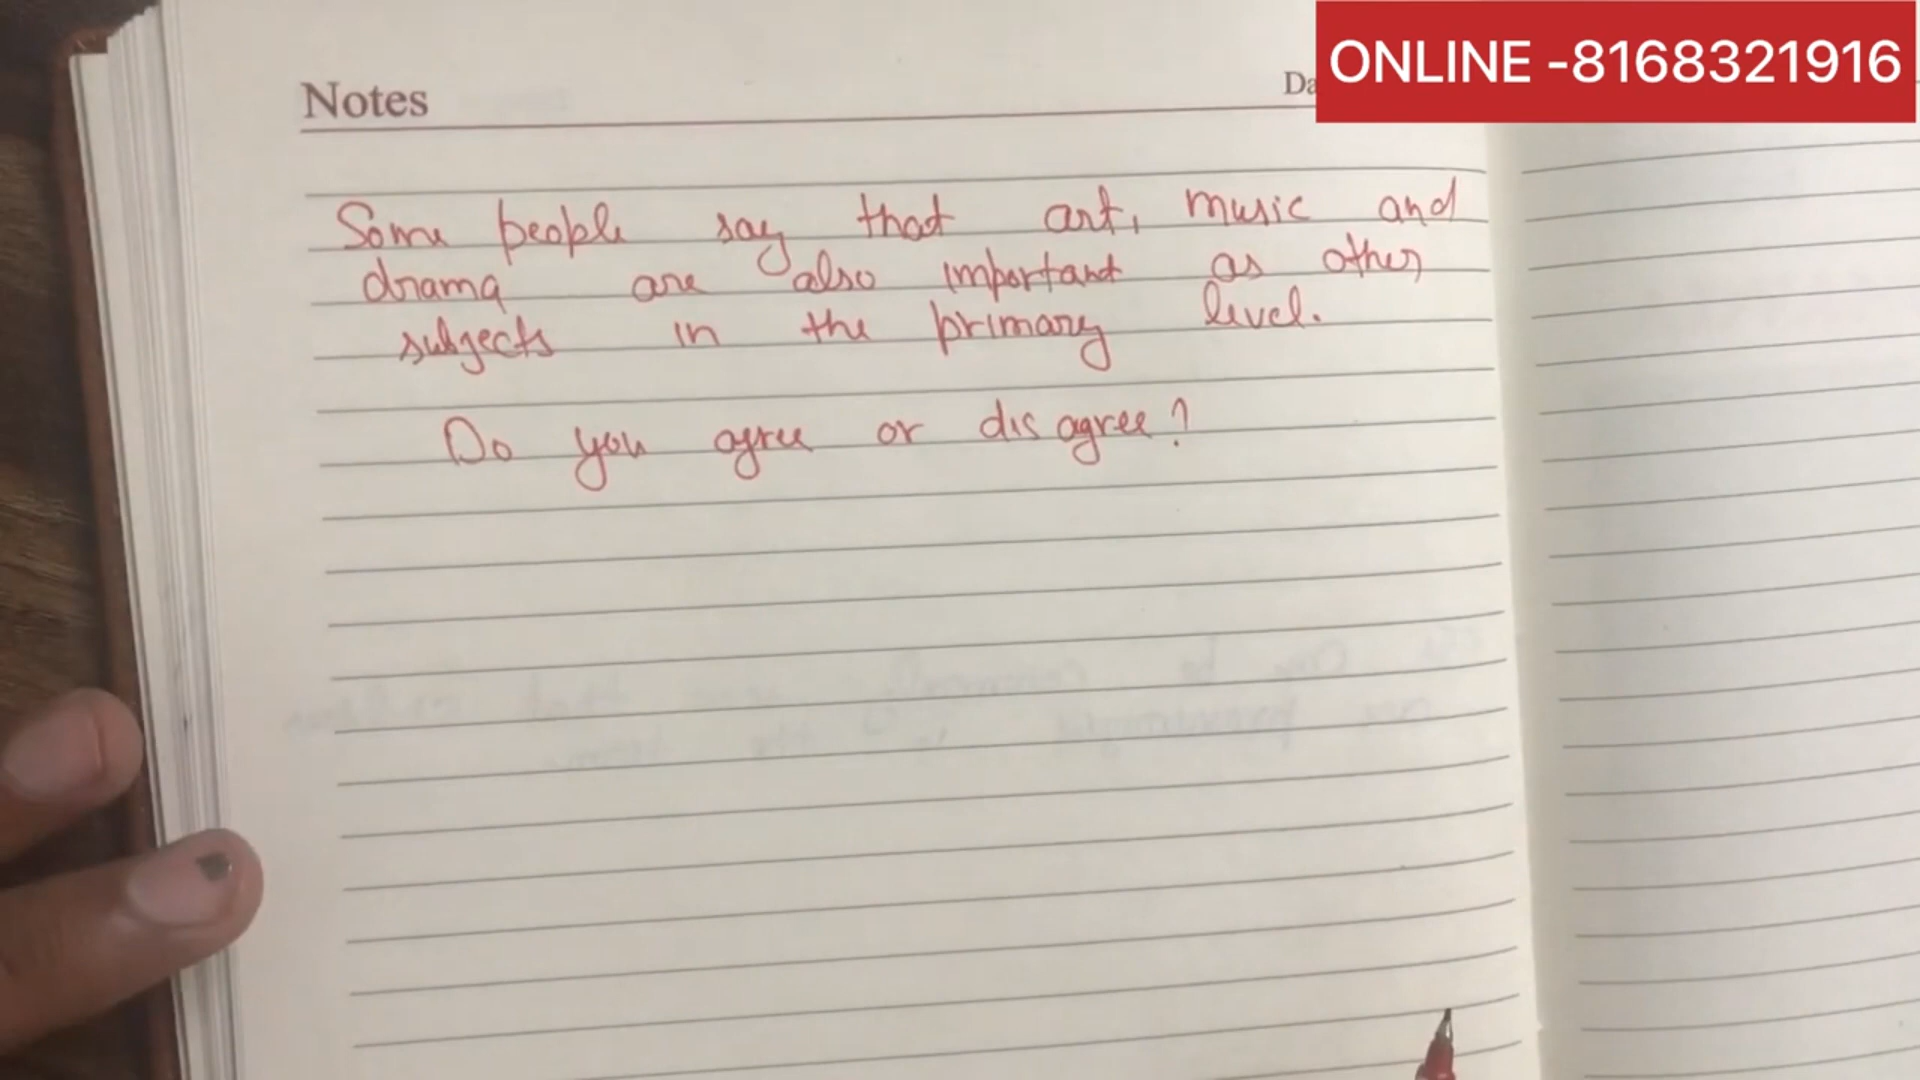 ONLINE -8168321916
Notes
Da
Some people say that art, music and
drama are also important as other
subjects in the primary level.
Do you agree or disagree?